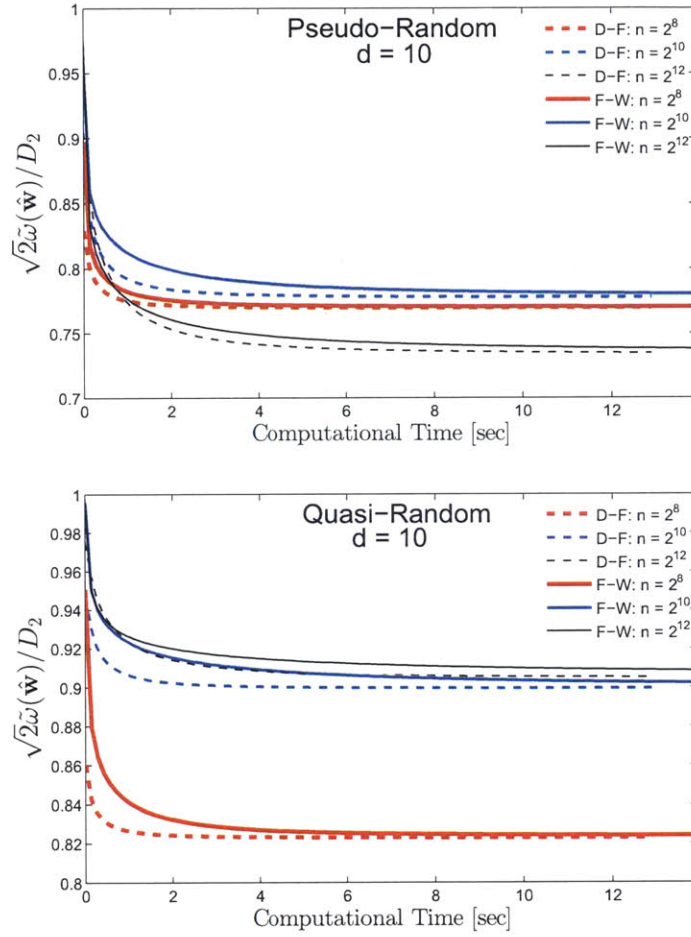 Pseudo-Random
d = 10
D-F: n = 2^8
D-F: n = 2^10
D-F: n = 2^12
F-W: n = 2^8
F-W: n = 2^10
F-W: n = 2^12
1
0.95
0.9
0.85
0.8
0.75
0.7
√2ω̃(ŵ)/D₂
0 2 4 6 8 10 12
Computational Time [sec]
Quasi-Random
d = 10
D-F: n = 2^8
D-F: n = 2^10
D-F: n = 2^12
F-W: n = 2^8
F-W: n = 2^10
F-W: n = 2^12
1
0.98
0.96
0.94
0.92
0.9
0.88
0.86
0.84
0.82
0.8
√2ω̃(ŵ)/D₂
0 2 4 6 8 10 12
Computational Time [sec]